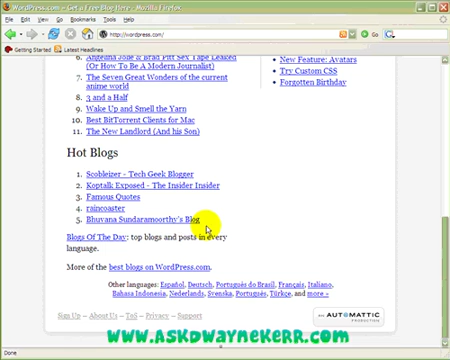 WordPress.com — Get a Free Blog Here - Mozilla Firefox
File Edit View Go Bookmarks Tools Help
http://wordpress.com/
Go
Getting Started Latest Headlines
6. Angelina Jolie & Brad Pitt Sex Tape Leaked
(Or How To Be A Modern Journalist)
7. The Seven Great Wonders of the current
anime world
8. 3 and a Half
9. Wake Up and Smell the Yarn
10. Best BitTorrent Clients for Mac
11. The New Landlord (And his Son)
New Feature: Avatars
Try Custom CSS
Forgotten Birthday
Hot Blogs
1. Scobleizer - Tech Geek Blogger
2. Koptalk Exposed - The Insider Insider
3. Famous Quotes
4. raincoaster
5. Bhuvana Sundaramoorthy's Blog
Blogs Of The Day: top blogs and posts in every
language.
More of the best blogs on WordPress.com.
Other languages: Español, Deutsch, Português do Brasil, Français, Italiano,
Bahasa Indonesia, Nederlands, Svenska, Português, Türkçe, and more »
Sign Up — About Us — ToS — Privacy — Support
AN AUTOMATTIC
PRODUCTION
Done
www.ASKDWAYNEKERR.com